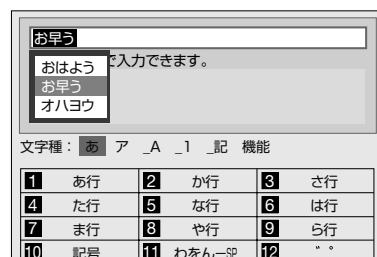 お早う
で入力できます。
おはよう
お早う
オハヨウ
文字種： あ ア _A _1 _記 機能
1 あ行 2 か行 3 さ行
4 た行 5 な行 6 は行
7 ま行 8 や行 9 ら行
10 記号 11 わをんーSP 12 ゛゜